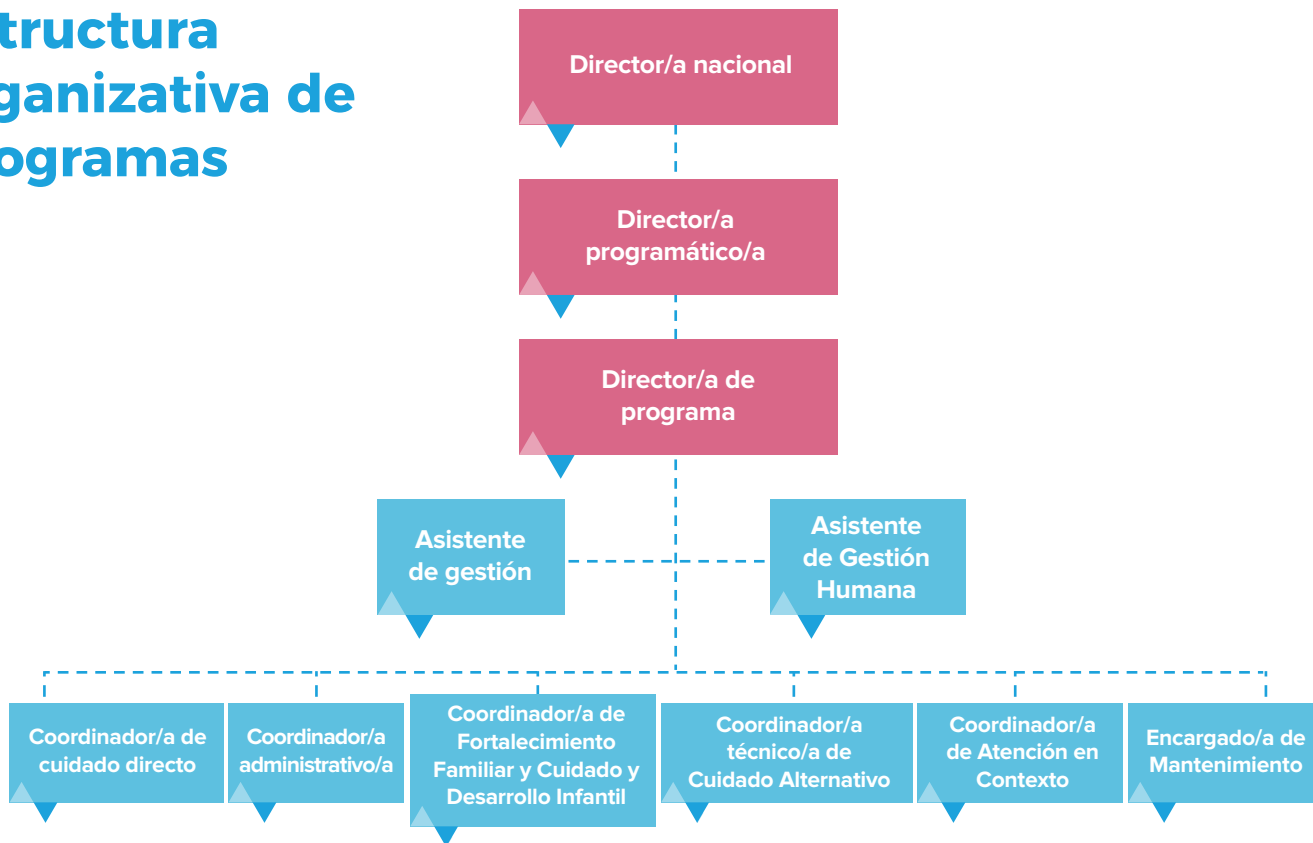 tructura
ganizativa de
ogramas
Director/a nacional
Director/a
programático/a
Director/a de
programa
Asistente
de gestión
Asistente
de Gestión
Humana
Coordinador/a de
cuidado directo
Coordinador/a
administrativo/a
Coordinador/a de
Fortalecimiento
Familiar y Cuidado y
Desarrollo Infantil
Coordinador/a
técnico/a de
Cuidado Alternativo
Coordinador/a
de Atención en
Contexto
Encargado/a de
Mantenimiento